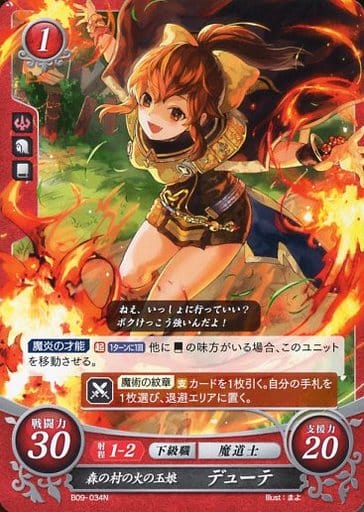 1
ねえ、いっしょに行っていい?
ボクけっこう強いんだよ!
魔炎の才能 起 1ターンに1回 他に の味方がいる場合、このユニット
を移動させる。
魔術の紋章 支 カードを1枚引く。自分の手札を
1枚選び、退避エリアに置く。
戦闘力
30
射程 1-2 下級職 魔道士
支援力
20
森の村の火の玉娘 デューテ
B09-034N
Illust:まよ